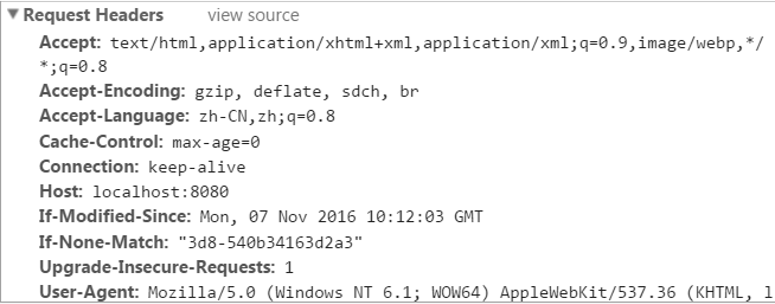 Request Headers view source
Accept: text/html,application/xhtml+xml,application/xml;q=0.9,image/webp,*/
*;q=0.8
Accept-Encoding: gzip, deflate, sdch, br
Accept-Language: zh-CN,zh;q=0.8
Cache-Control: max-age=0
Connection: keep-alive
Host: localhost:8080
If-Modified-Since: Mon, 07 Nov 2016 10:12:03 GMT
If-None-Match: "3d8-540b34163d2a3"
Upgrade-Insecure-Requests: 1
User-Agent: Mozilla/5.0 (Windows NT 6.1; WOW64) AppleWebKit/537.36 (KHTML, l